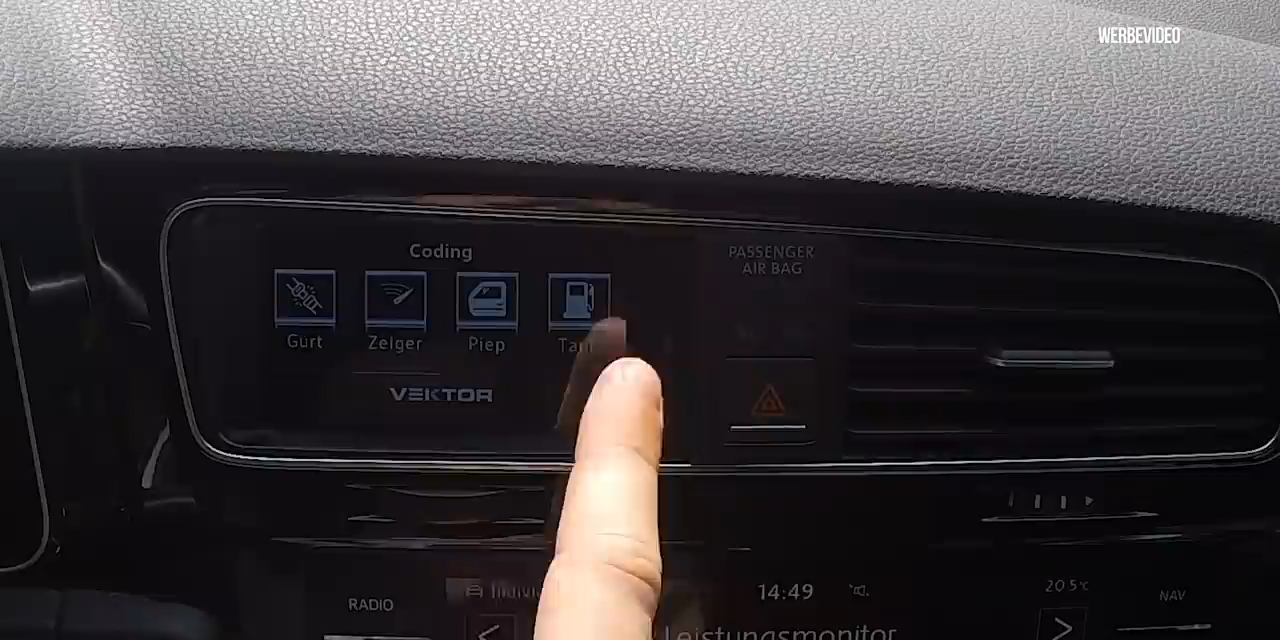 WERBEVIDEO
Coding
PASSENGER
AIR BAG
Gurt
Zeiger
Piep
VEKTOR
14:49
20.5°C
RADIO
NAV
Leistungsmonitor